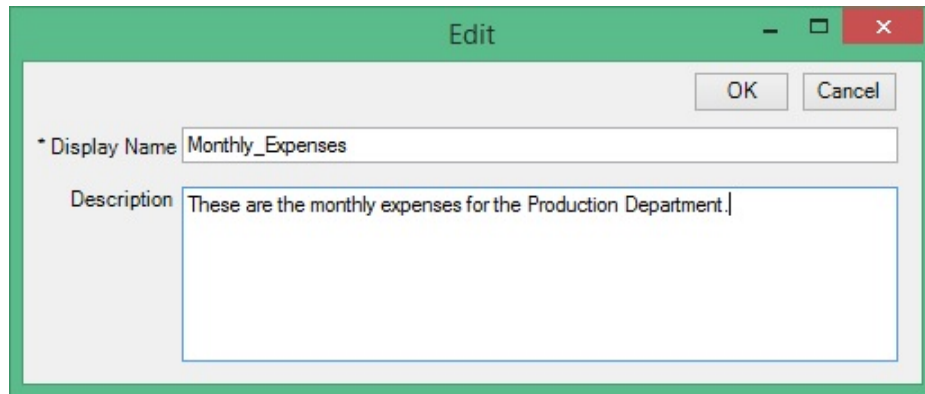 Edit
OK Cancel
* Display Name Monthly_Expenses
Description These are the monthly expenses for the Production Department.